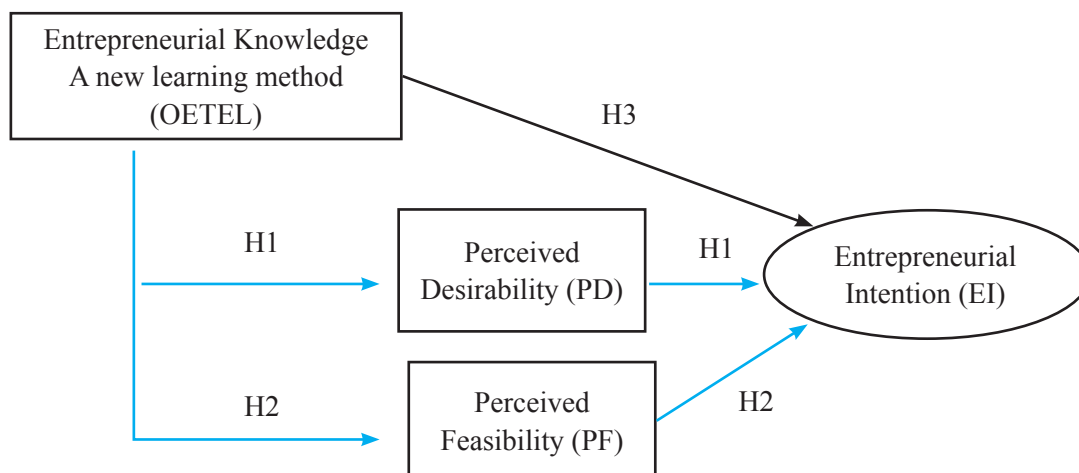 Entrepreneurial Knowledge
A new learning method
(OETEL)
H3
H1
Perceived
Desirability (PD)
H1
Entrepreneurial
Intention (EI)
H2
Perceived
Feasibility (PF)
H2